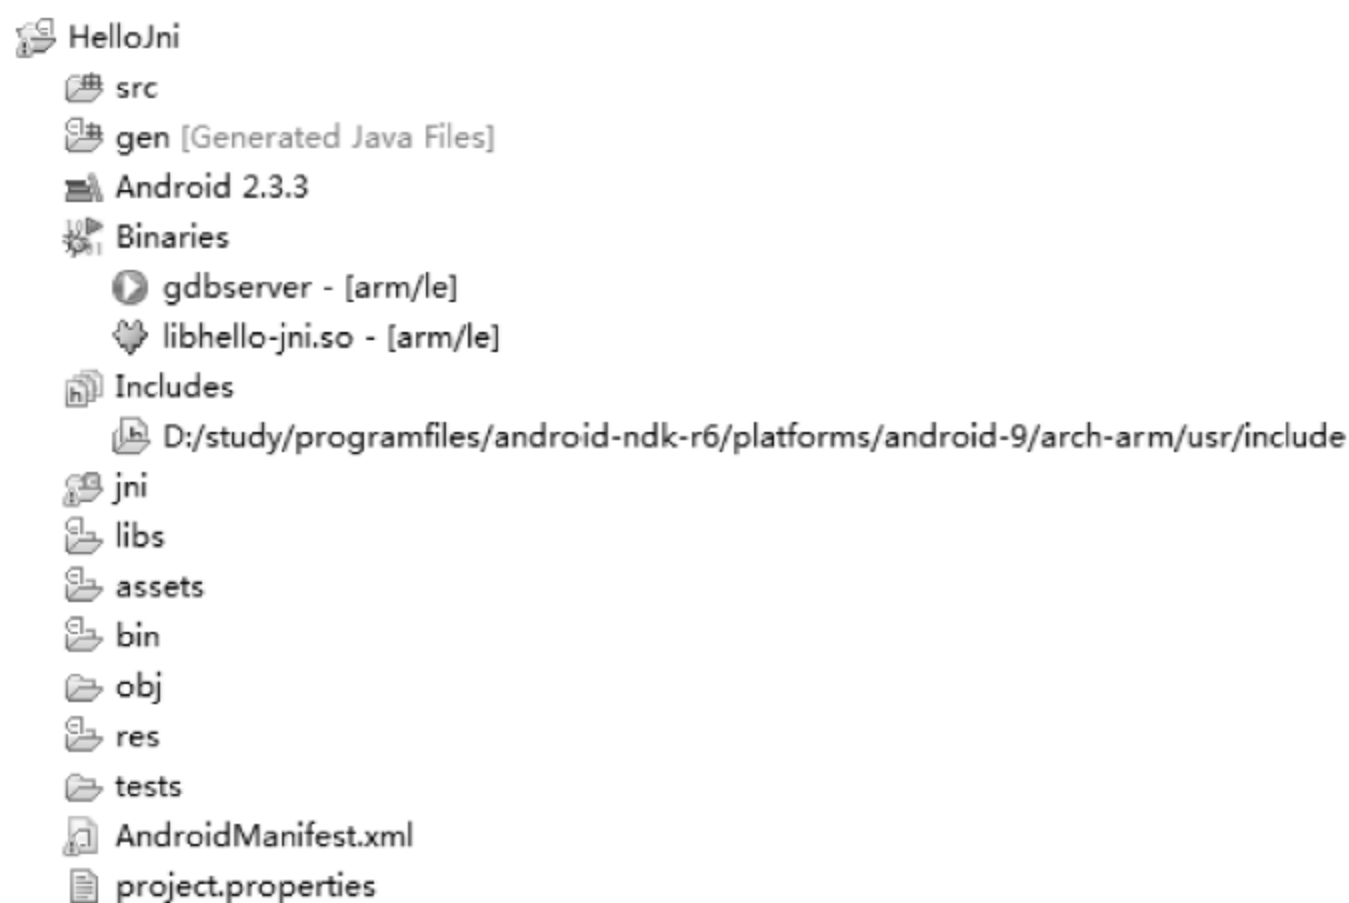 HelloJni
src
gen [Generated Java Files]
Android 2.3.3
Binaries
gdbserver - [arm/le]
libhello-jni.so - [arm/le]
Includes
D:/study/programfiles/android-ndk-r6/platforms/android-9/arch-arm/usr/include
jni
libs
assets
bin
obj
res
tests
AndroidManifest.xml
project.properties